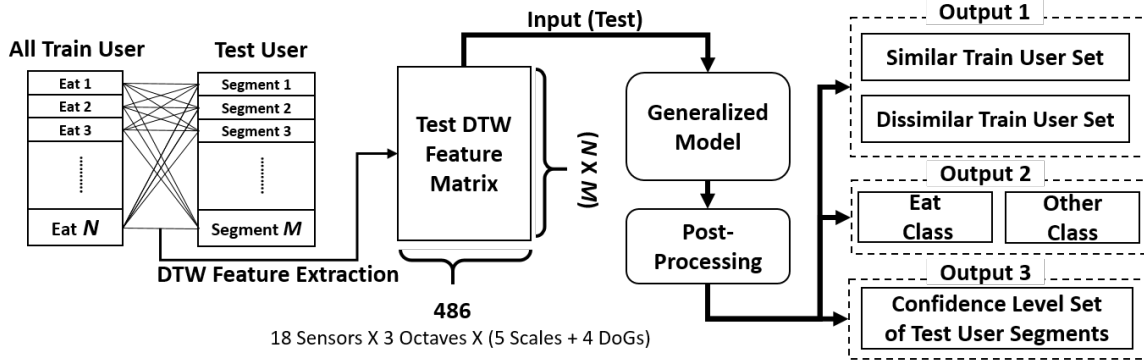 All Train User
Eat 1
Eat 2
Eat 3
Eat N
Test User
Segment 1
Segment 2
Segment 3
Segment M
DTW Feature Extraction
Input (Test)
Test DTW
Feature
Matrix
(N X M)
486
18 Sensors X 3 Octaves X (5 Scales + 4 DoGs)
Generalized
Model
Post-
Processing
Output 1
Similar Train User Set
Dissimilar Train User Set
Output 2
Eat
Class
Other
Class
Output 3
Confidence Level Set
of Test User Segments